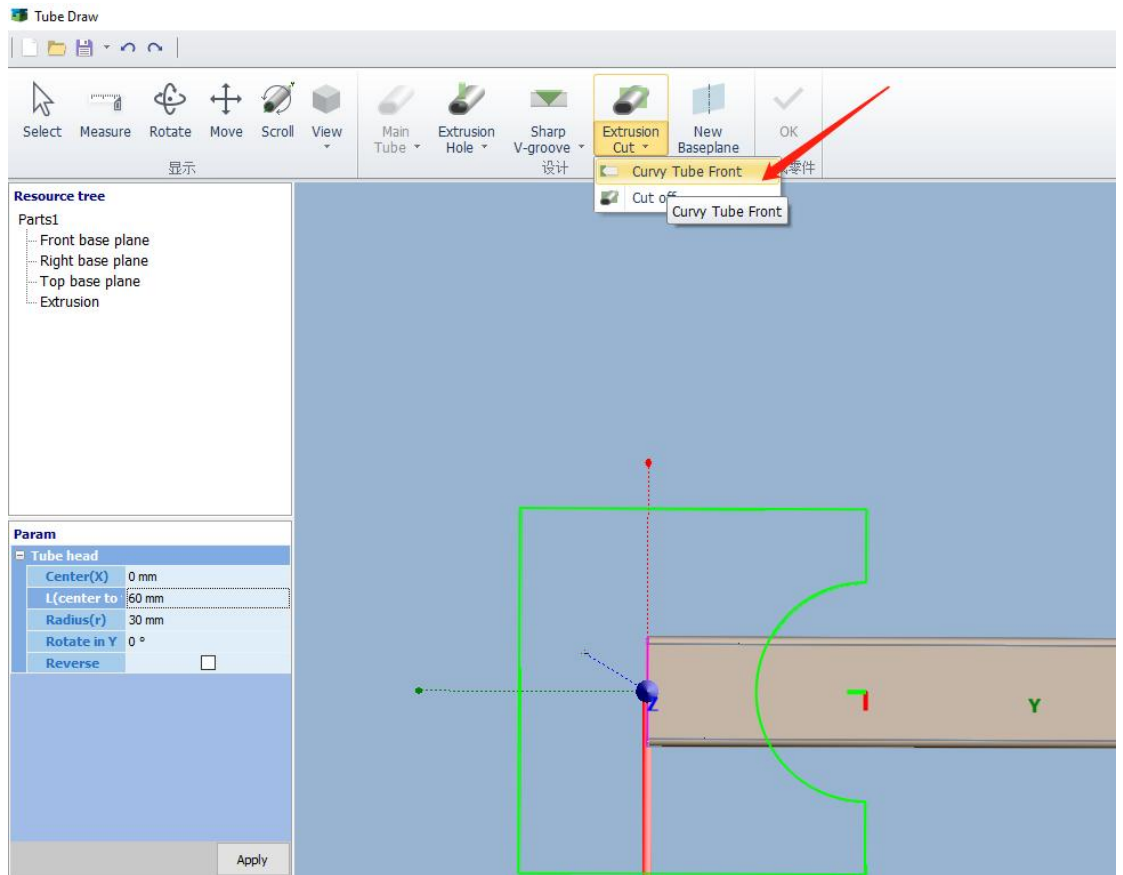 Tube Draw
Select Measure Rotate Move Scroll View Main Tube Extrusion Hole Sharp V-groove Extrusion Cut New Baseplane OK
显示 设计 零件
Curvy Tube Front
Cut off
Curvy Tube Front
Resource tree
Parts1
Front base plane
Right base plane
Top base plane
Extrusion
Param
Tube head
Center(X) 0 mm
L(center to 60 mm
Radius(r) 30 mm
Rotate in Y 0 °
Reverse
Apply
Z
Y